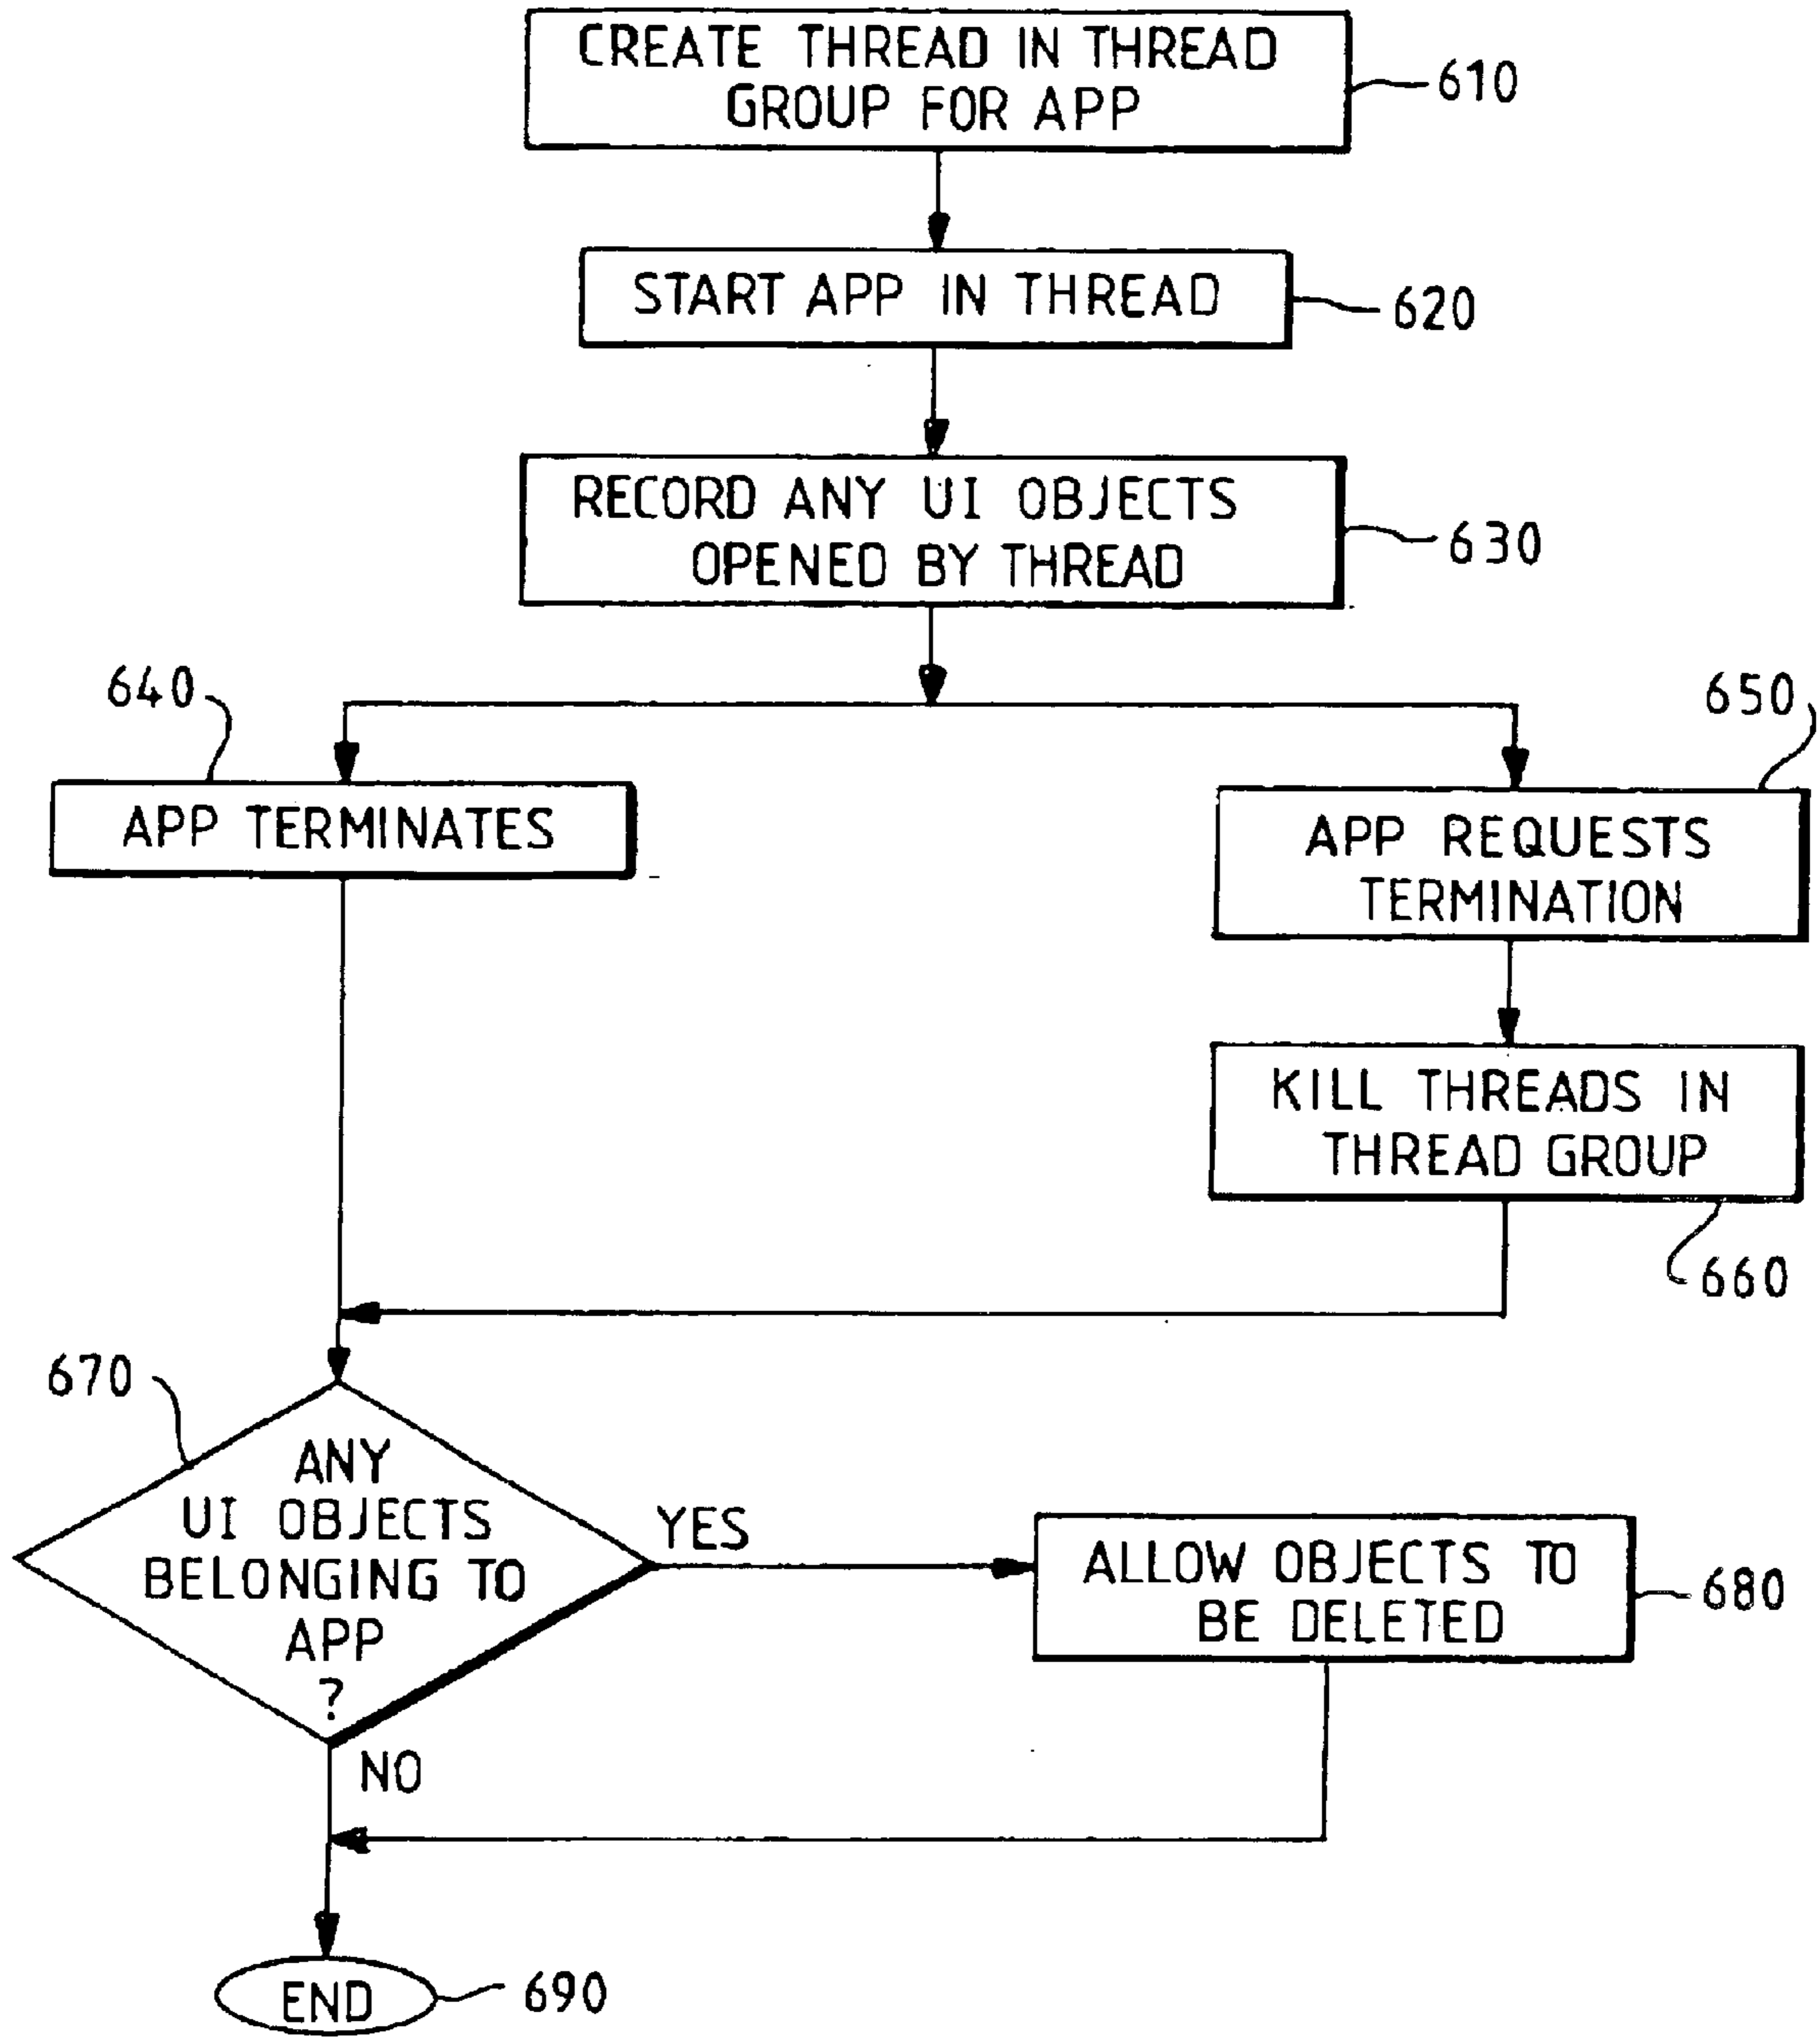 CREATE THREAD IN THREAD
GROUP FOR APP
610
START APP IN THREAD
620
RECORD ANY UI OBJECTS
OPENED BY THREAD
630
640
650
APP TERMINATES
APP REQUESTS
TERMINATION
KILL THREADS IN
THREAD GROUP
660
670
ANY
UI OBJECTS
BELONGING TO
APP
?
YES
ALLOW OBJECTS TO
BE DELETED
680
NO
END
690